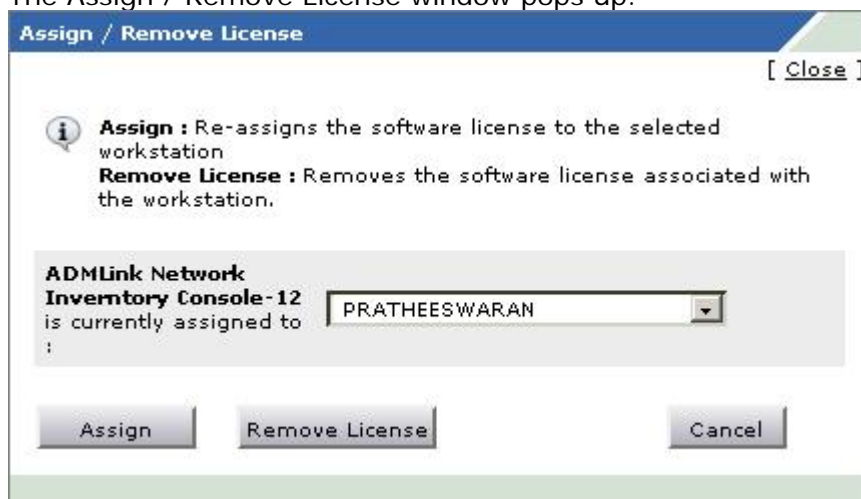 The Assign / Remove License window pops up.
Assign / Remove License
[ Close ]
Assign : Re-assigns the software license to the selected
workstation
Remove License : Removes the software license associated with
the workstation.
ADMLink Network
Inverntory Console-12
is currently assigned to
:
PRATHEESWARAN
Assign
Remove License
Cancel